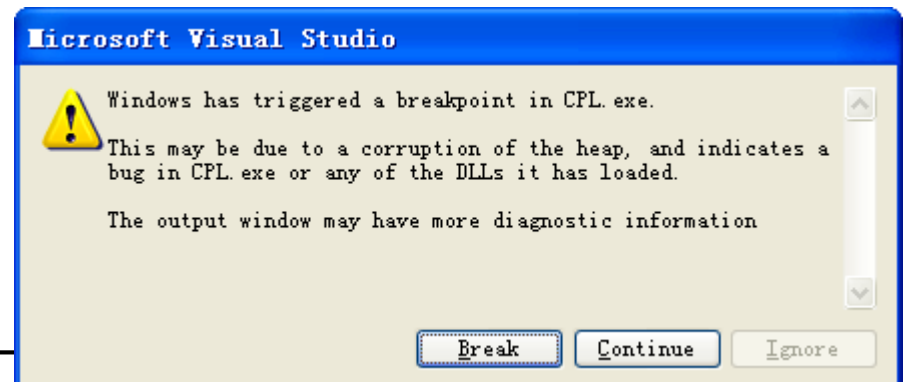 Microsoft Visual Studio
Windows has triggered a breakpoint in CPL.exe.
This may be due to a corruption of the heap, and indicates a
bug in CPL.exe or any of the DLLs it has loaded.
The output window may have more diagnostic information
Break Continue Ignore